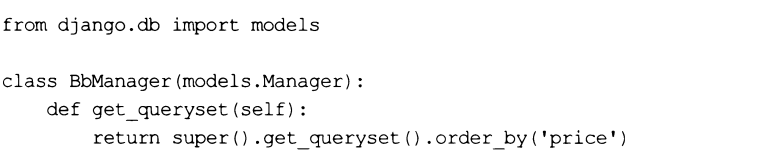 from django.db import models

class BbManager(models.Manager):
    def get_queryset(self):
        return super().get_queryset().order_by('price')